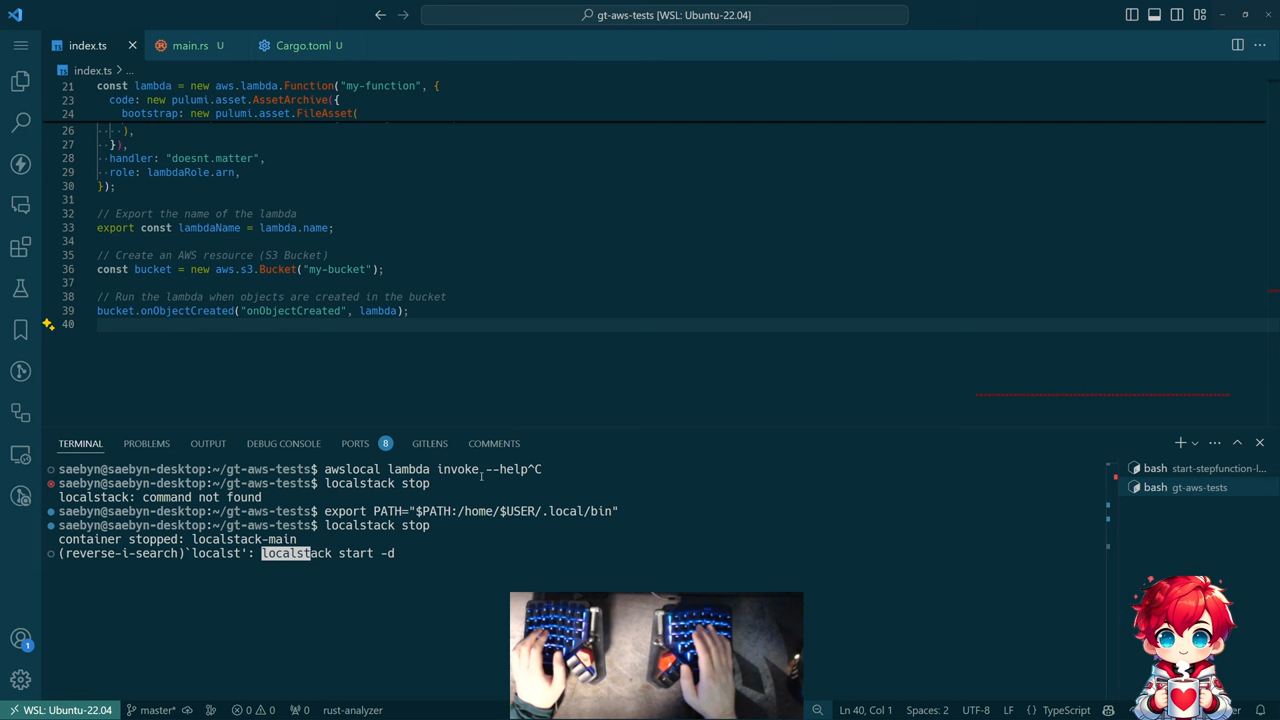 gt-aws-tests [WSL: Ubuntu-22.04]
index.ts
main.rs U
Cargo.toml U
index.ts > ...
21 const lambda = new aws.lambda.Function("my-function", {
23 code: new pulumi.asset.AssetArchive({
24 bootstrap: new pulumi.asset.FileAsset(
26 ),
27 }),
28 handler: "doesnt.matter",
29 role: lambdaRole.arn,
30 });
31
32 // Export the name of the lambda
33 export const lambdaName = lambda.name;
34
35 // Create an AWS resource (S3 Bucket)
36 const bucket = new aws.s3.Bucket("my-bucket");
37
38 // Run the lambda when objects are created in the bucket
39 bucket.onObjectCreated("onObjectCreated", lambda);
40
TERMINAL PROBLEMS OUTPUT DEBUG CONSOLE PORTS 8 GITLENS COMMENTS
saebyn@saebyn-desktop:~/gt-aws-tests$ awslocal lambda invoke --help^C
saebyn@saebyn-desktop:~/gt-aws-tests$ localstack stop
localstack: command not found
saebyn@saebyn-desktop:~/gt-aws-tests$ export PATH="$PATH:/home/$USER/.local/bin"
saebyn@saebyn-desktop:~/gt-aws-tests$ localstack stop
container stopped: localstack-main
(reverse-i-search)`localst': localstack start -d
bash start-stepfunction-l...
bash gt-aws-tests
1
WSL: Ubuntu-22.04 master* 0 0 0 rust-analyzer
Ln 40, Col 1 Spaces: 2 UTF-8 LF { } TypeScript